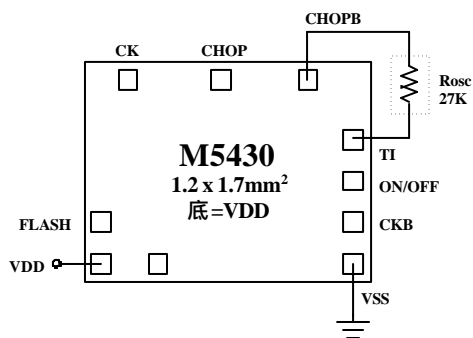 CHOPB
CK
CHOP
Rosc
27K
M5430
1.2 x 1.7mm²
底=VDD
TI
ON/OFF
FLASH
CKB
VDD
VSS